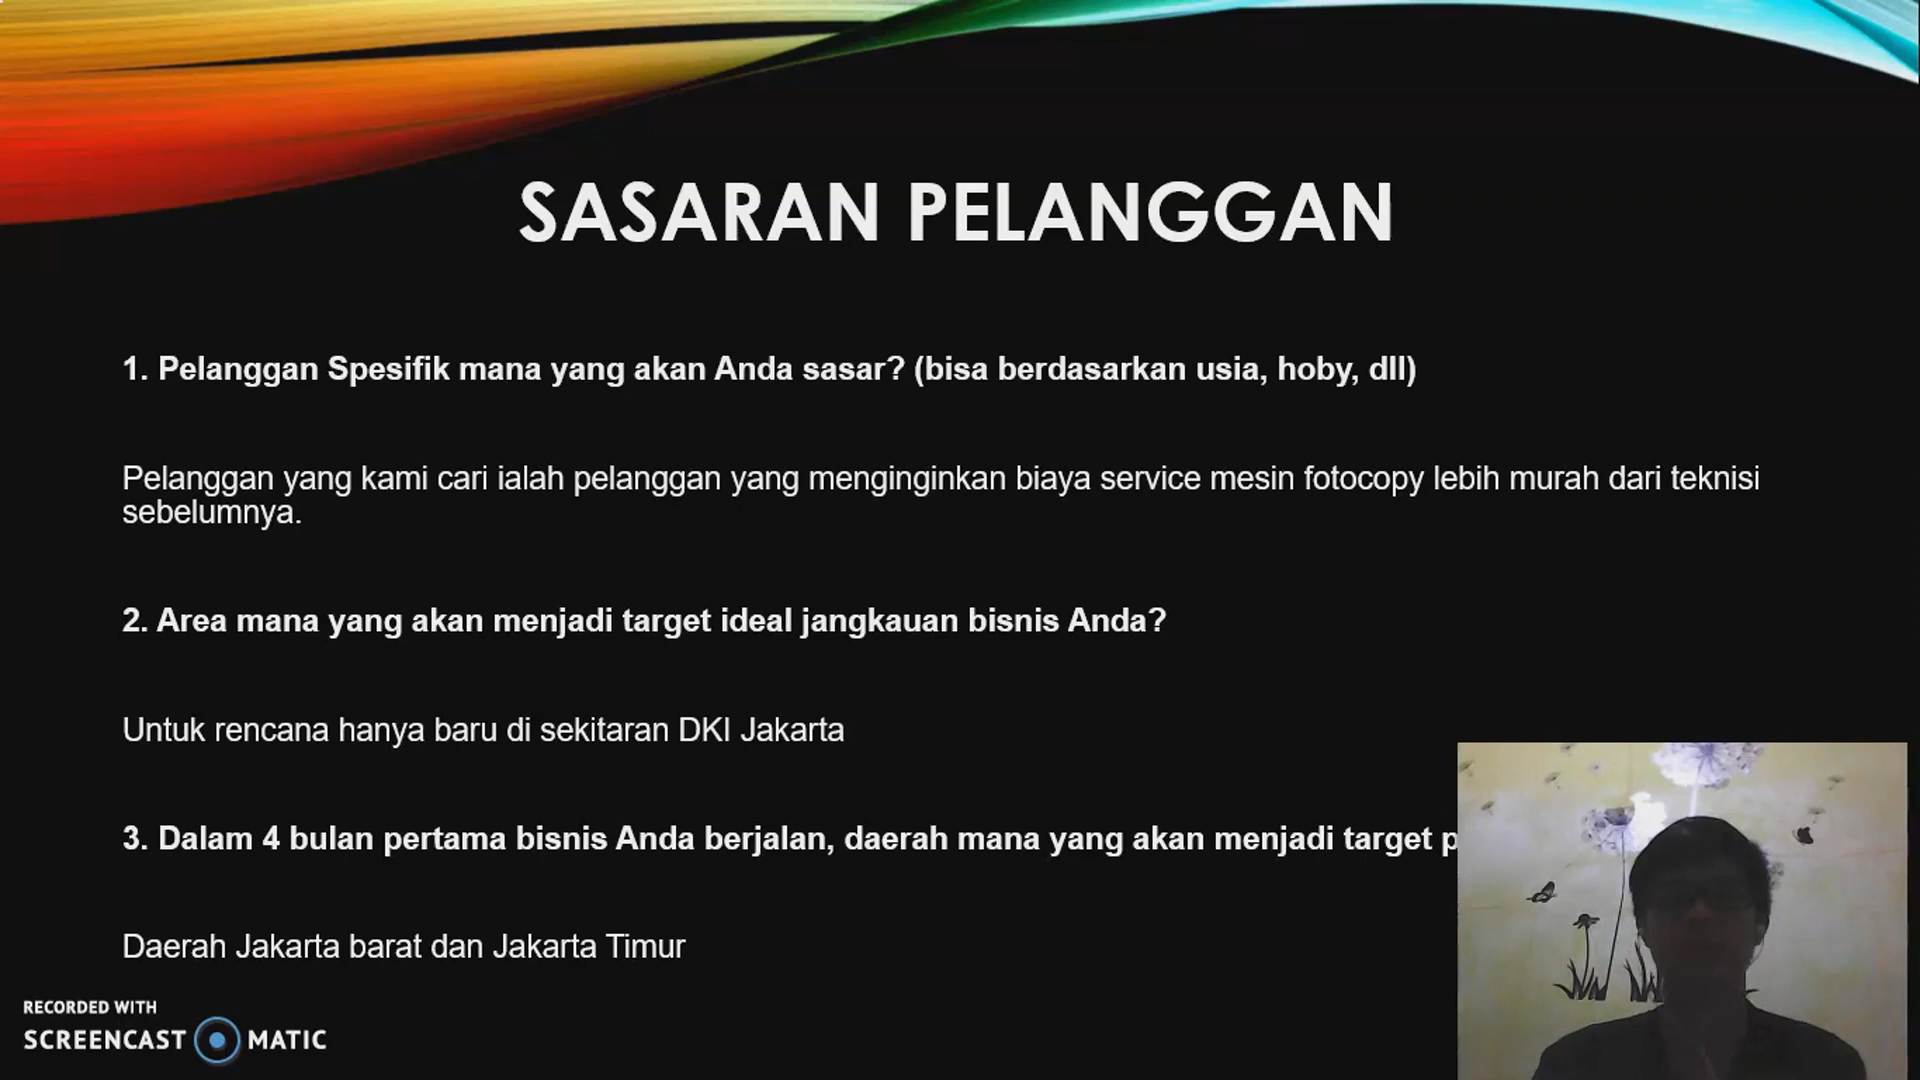 SASARAN PELANGGAN
1. Pelanggan Spesifik mana yang akan Anda sasar? (bisa berdasarkan usia, hoby, dll)
Pelanggan yang kami cari ialah pelanggan yang menginginkan biaya service mesin fotocopy lebih murah dari teknisi
sebelumnya.
2. Area mana yang akan menjadi target ideal jangkauan bisnis Anda?
Untuk rencana hanya baru di sekitaran DKI Jakarta
3. Dalam 4 bulan pertama bisnis Anda berjalan, daerah mana yang akan menjadi target
Daerah Jakarta barat dan Jakarta Timur
RECORDED WITH
SCREENCAST MATIC